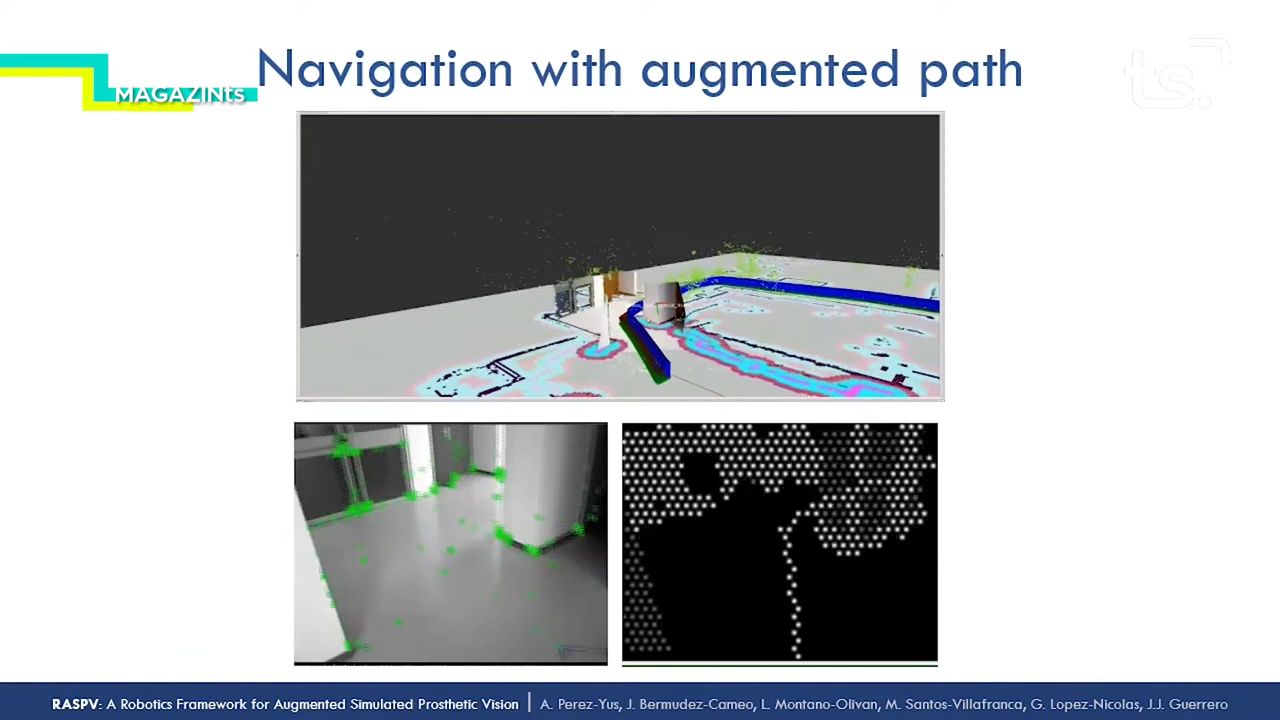 Navigation with augmented path
MAGAZINts
ts.
RASPV: A Robotics Framework for Augmented Simulated Prosthetic Vision | A. Perez-Yus, J. Bermudez-Cameo, L. Montano-Olivan, M. Santos-Villafranca, G. Lopez-Nicolas, J.J. Guerrero